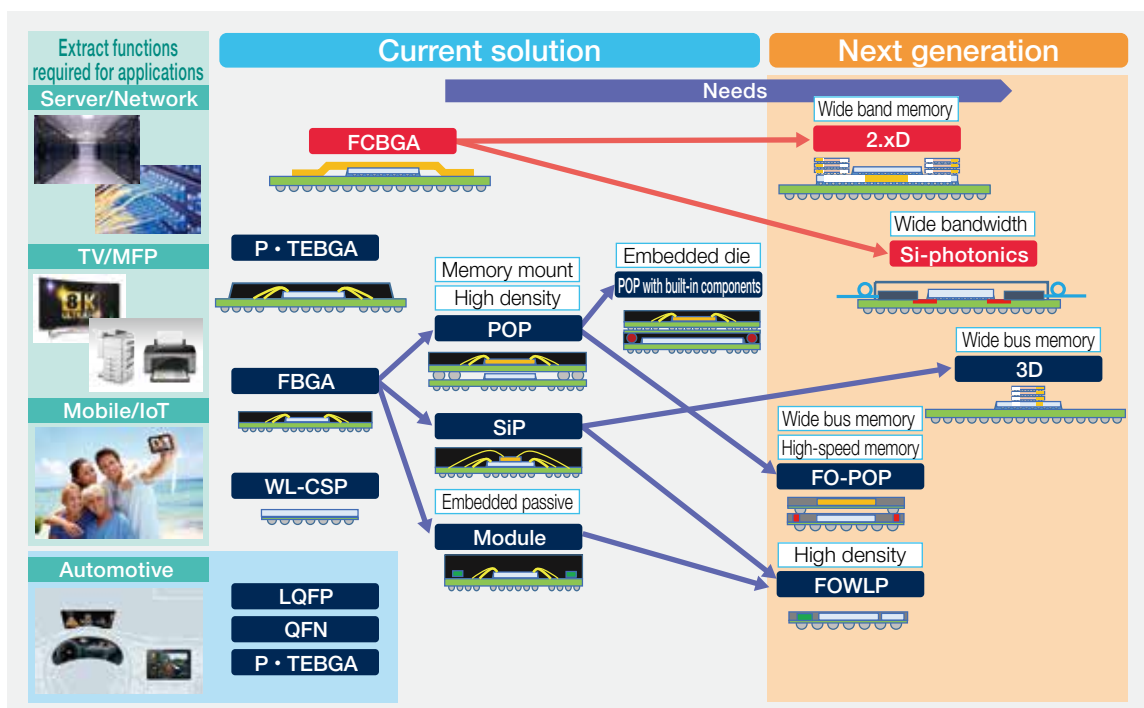 Extract functions
required for applications
Current solution
Next generation
Needs
Server/Network
FCBGA
Wide band memory
2.xD
Wide bandwidth
Si-photonics
TV/MFP
8K
P・TEBGA
Memory mount
High density
POP
Embedded die
POP with built-in components
Wide bus memory
3D
FBGA
Mobile/IoT
SiP
Wide bus memory
High-speed memory
FO-POP
WL-CSP
Embedded passive
Module
High density
FOWLP
Automotive
LQFP
QFN
P・TEBGA